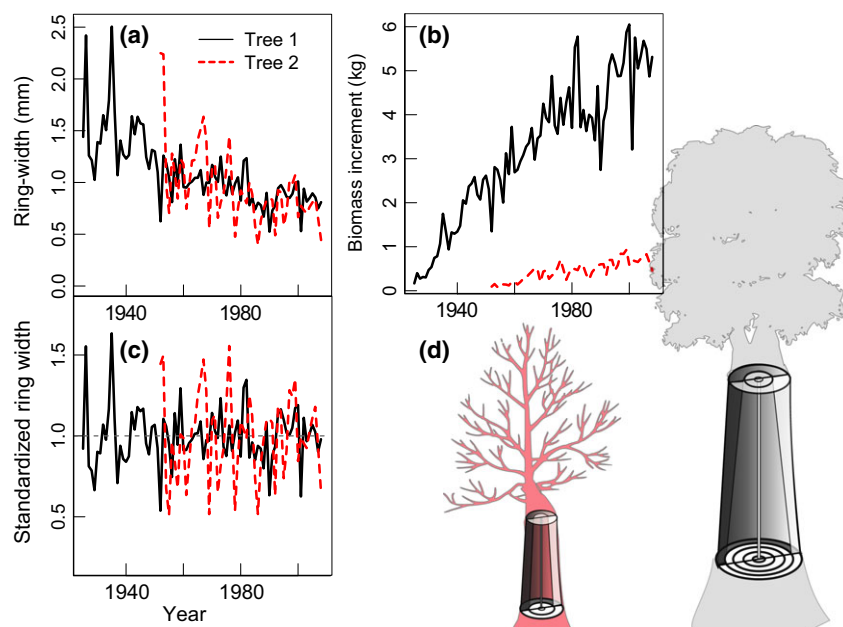 (a)
Tree 1
Tree 2
Ring-width (mm)
2.5
2.0
1.5
1.0
0.5
0.0
1940
1980
(b)
Biomass increment (kg)
6
5
4
3
2
1
0
1940
1980
(c)
Standardized ring width
1.5
1.0
0.5
1940
1980
Year
(d)